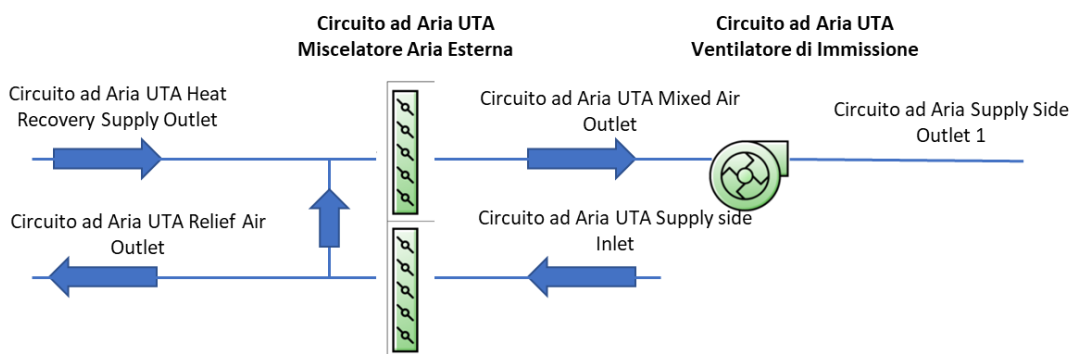 Circuito ad Aria UTA
Miscelatore Aria Esterna
Circuito ad Aria UTA
Ventilatore di Immissione
Circuito ad Aria UTA Heat
Recovery Supply Outlet
Circuito ad Aria UTA Mixed Air
Outlet
Circuito ad Aria Supply Side
Outlet 1
Circuito ad Aria UTA Relief Air
Outlet
Circuito ad Aria UTA Supply side
Inlet